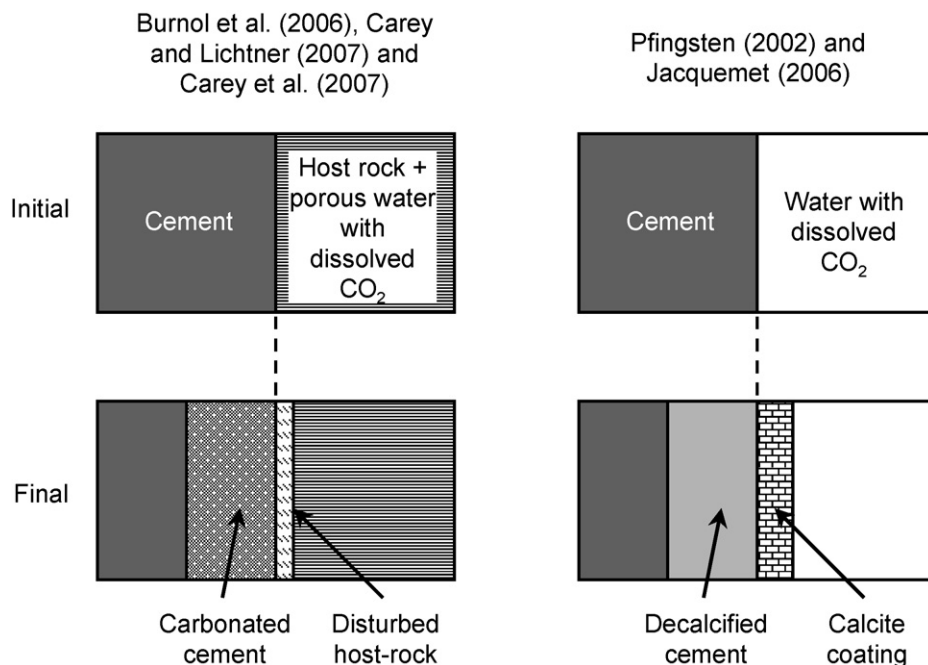 Burnol et al. (2006), Carey
and Lichtner (2007) and
Carey et al. (2007)
Pfingsten (2002) and
Jacquemet (2006)
Initial
Cement
Host rock +
porous water
with
dissolved
CO₂
Cement
Water with
dissolved
CO₂
Final
Carbonated
cement
Disturbed
host-rock
Decalcified
cement
Calcite
coating